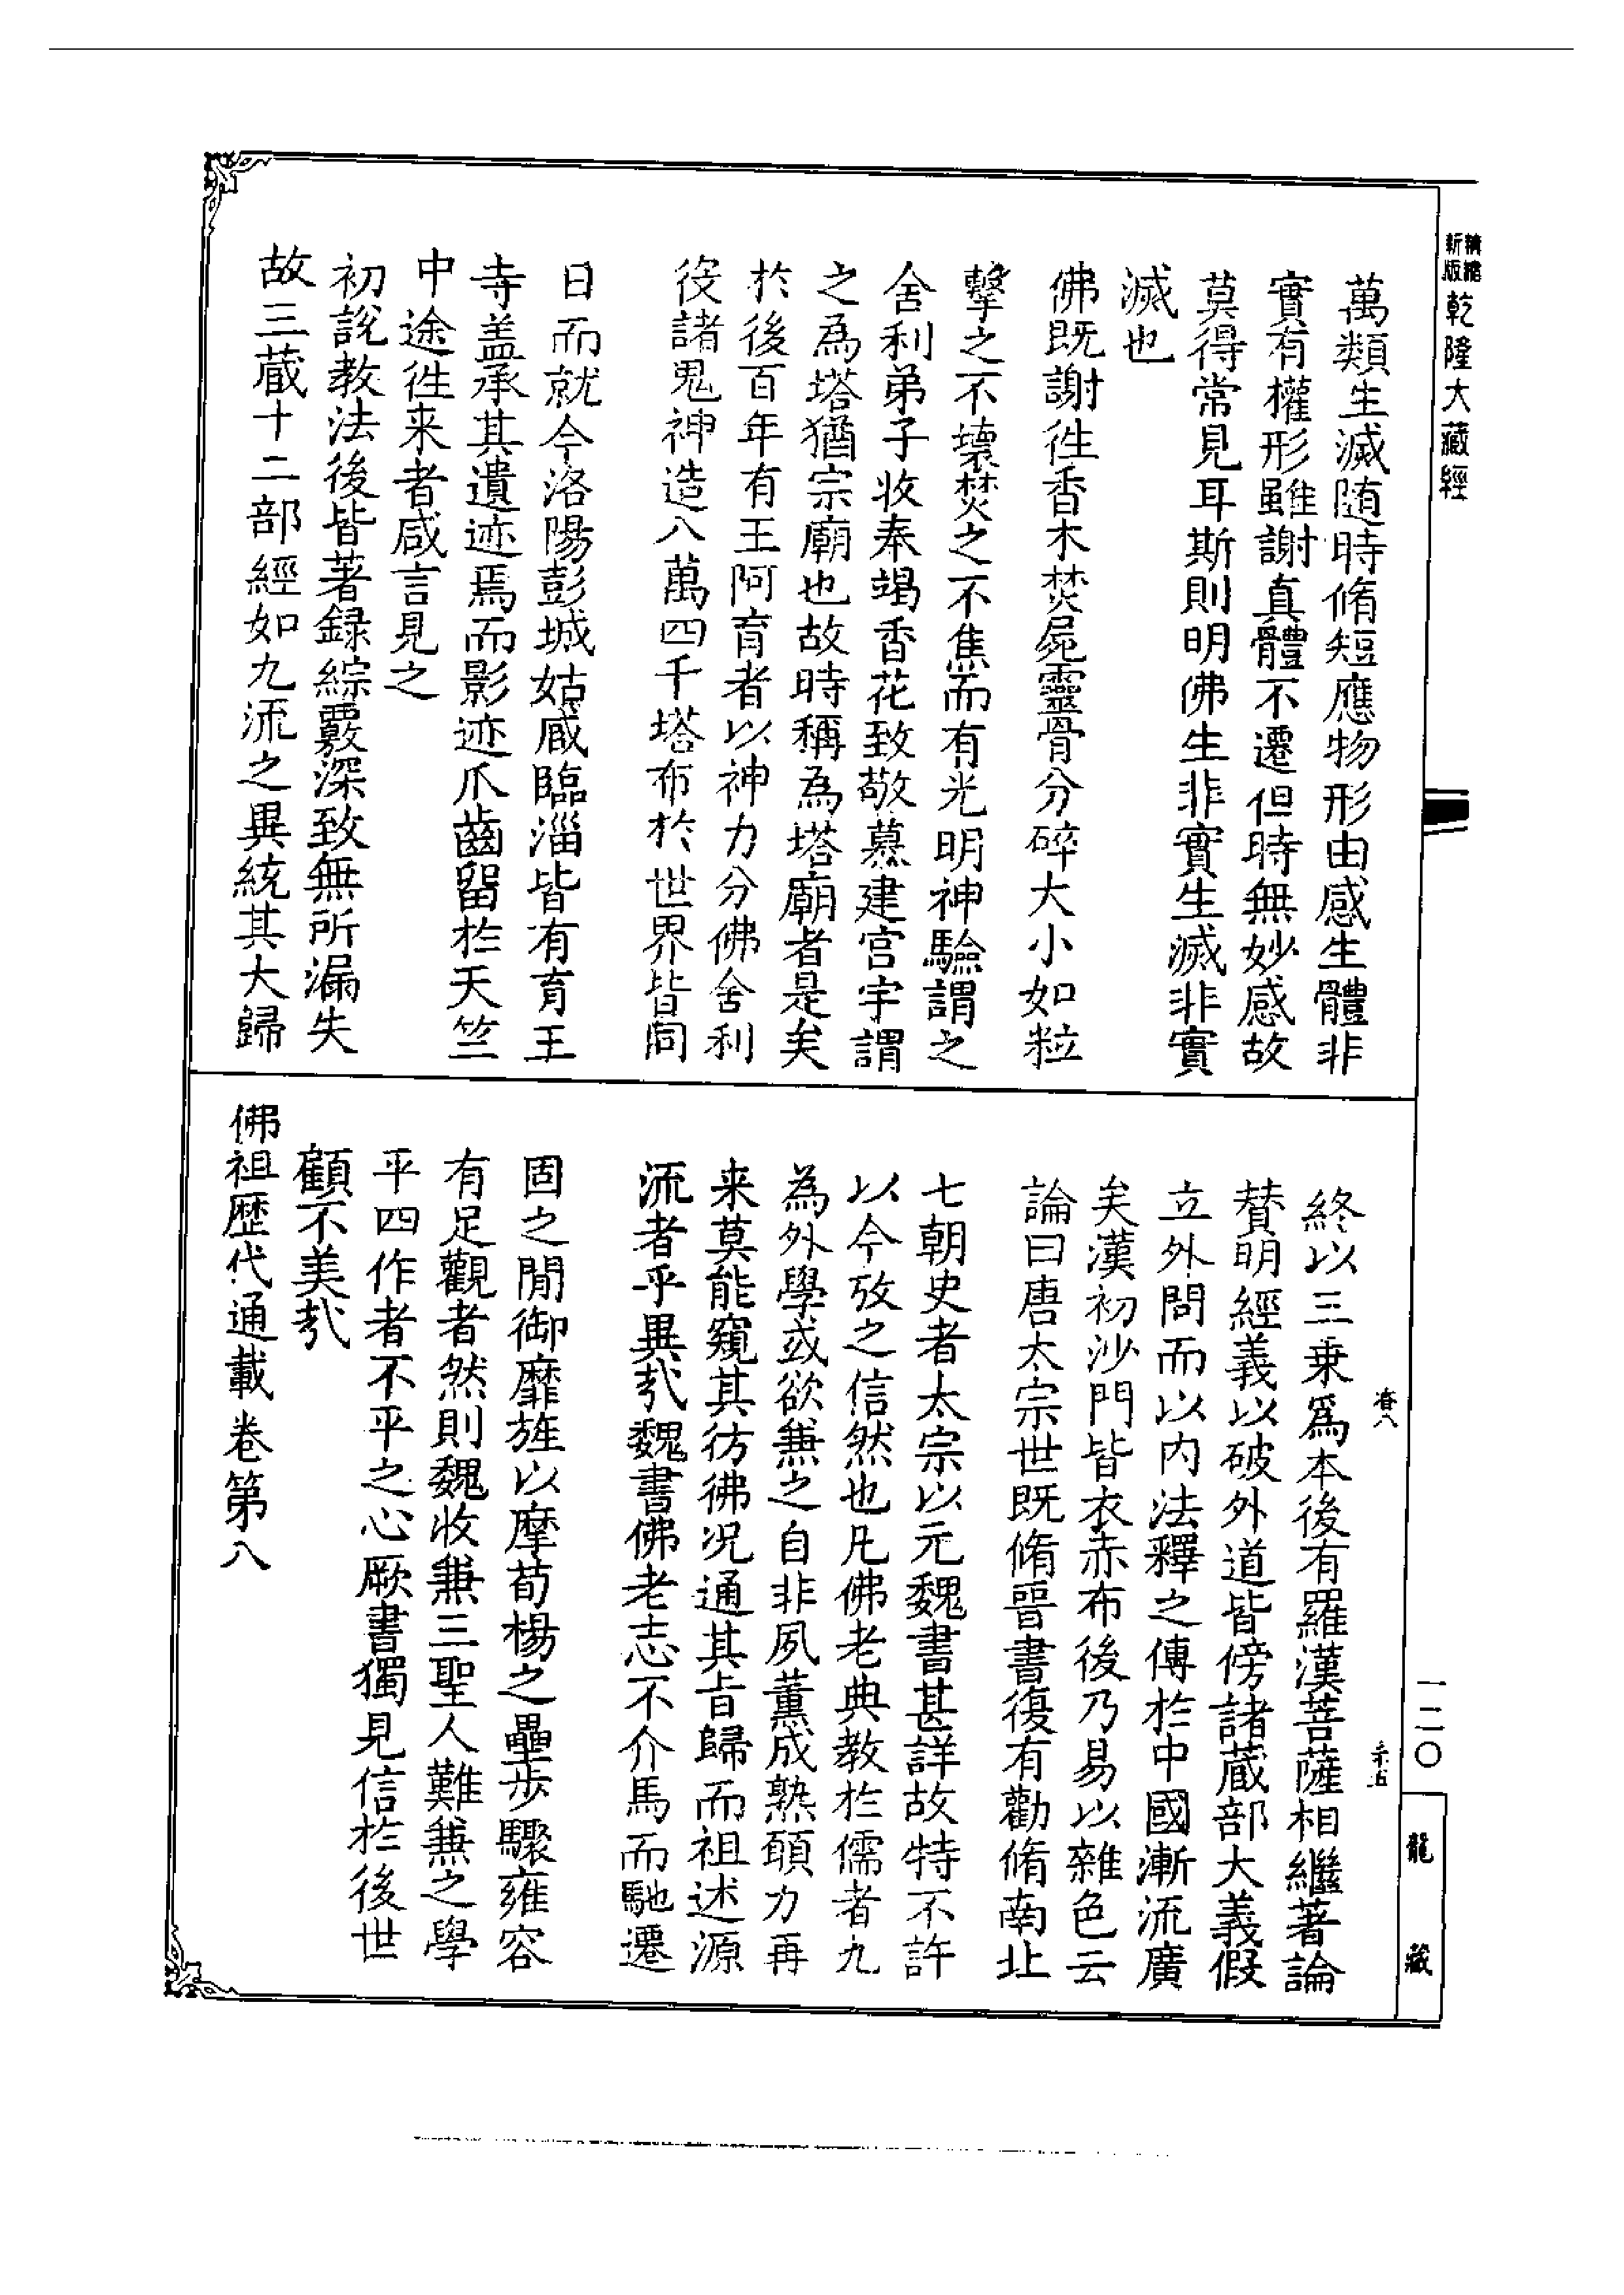 精縮新版
乾隆大藏經
萬類生滅随時脩短應物形由感生體非
實有權形雖謝真體不遷但時無妙感故
莫得常見耳斯則明佛生非實生滅非實
滅也
佛既謝徃香木焚屍靈骨分碎大小如粒
擊之不壞焚之不焦而有光明神驗謂之
舍利弟子收奉竭香花致敬慕建宫宇謂
之為塔猶宗廟也故時稱為塔廟者是矣
於後百年有王阿育者以神力分佛舍利
役諸鬼神造八萬四千塔布於世界皆同
日而就今洛陽彭城姑臧臨淄皆有育王
寺盖承其遺迹焉而影迹爪齒留於天竺
中途徃来者咸言見之
初說教法後皆著録綜覈深致無所漏失
故三藏十二部經如九流之異統其大歸
卷八
一二〇
龍藏
終以三乗為本後有羅漢菩薩相繼著論
賛明經義以破外道皆傍諸蔵部大義假
立外問而以内法釋之傳於中國漸流廣
矣漢初沙門皆衣赤布後乃易以雜色云
論曰唐太宗世既脩晉書復有勸脩南北
七朝史者太宗以元魏書甚詳故特不許
以今攷之信然也凡佛老典教於儒者九
為外學或欲兼之自非夙薰成熟頥力再
来莫能窺其彷彿况通其旨歸而祖述源
流者乎異哉魏書佛老志不介馬而馳遷
固之閒御靡旌以摩荀楊之壘步驟雍容
有足觀者然則魏收兼三聖人難兼之學
平四作者不平之心厥書獨見信於後世
顧不美哉
佛祖歷代通載卷第八